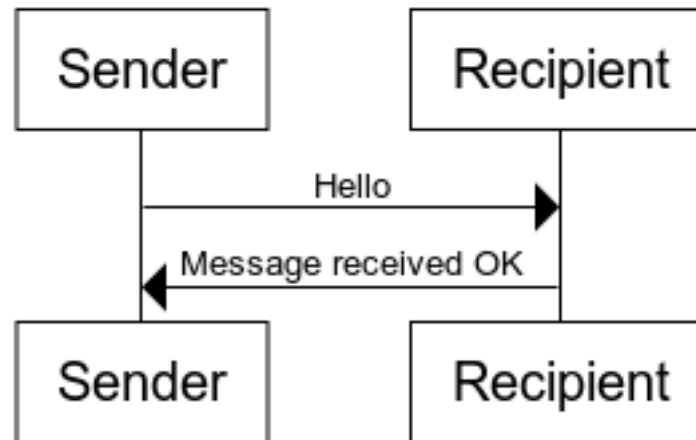 Sender
Recipient
Hello
Message received OK
Sender
Recipient